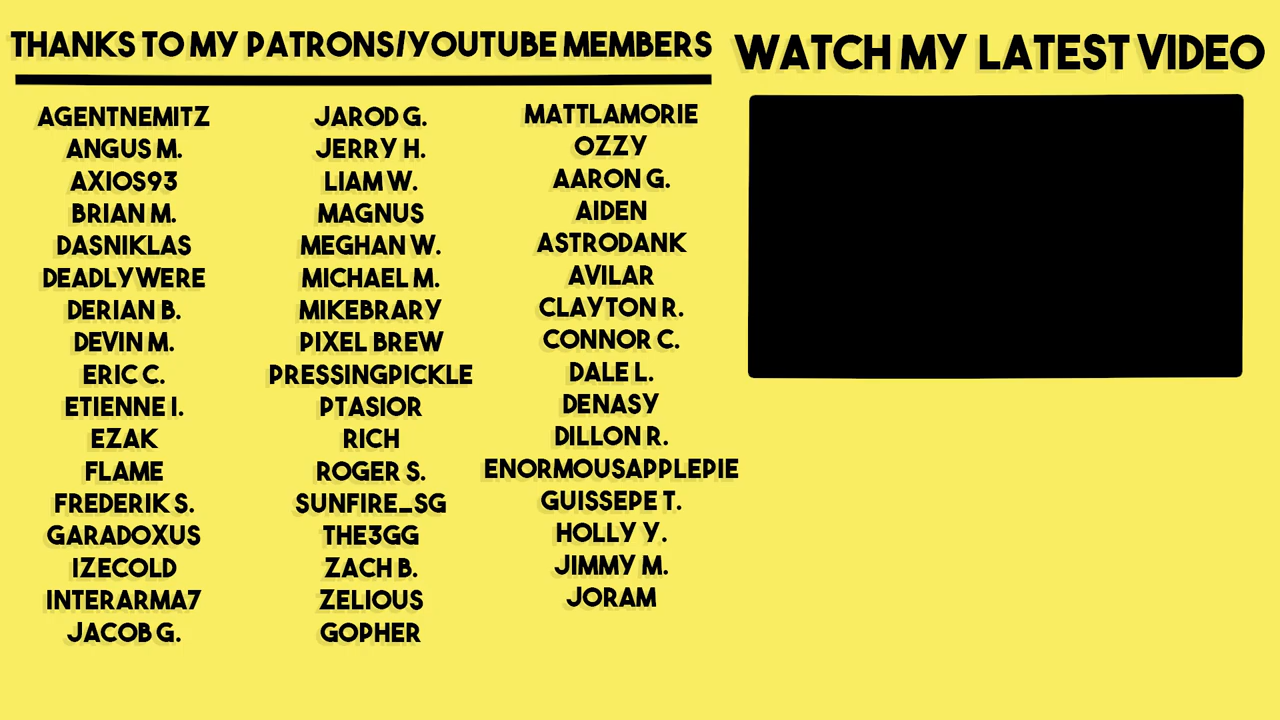 THANKS TO MY PATRONS/YOUTUBE MEMBERS
AGENTNEMITZ
ANGUS M.
AXIOS93
BRIAN M.
DASNIKLAS
DEADLYWERE
DERIAN B.
DEVIN M.
ERIC C.
ETIENNE I.
EZAK
FLAME
FREDERIK S.
GARADOXUS
IZECOLD
INTERARMA7
JACOB G.
JAROD G.
JERRY H.
LIAM W.
MAGNUS
MEGHAN W.
MICHAEL M.
MIKEBRARY
PIXEL BREW
PRESSINGPICKLE
PTASIOR
RICH
ROGER S.
SUNFIRE_SG
THE3GG
ZACH B.
ZELIOUS
GOPHER
MATTLAMORIE
OZZY
AARON G.
AIDEN
ASTRODANK
AVILAR
CLAYTON R.
CONNOR C.
DALE L.
DENASY
DILLON R.
ENORMOUSAPPLEPIE
GUISSEPE T.
HOLLY Y.
JIMMY M.
JORAM
WATCH MY LATEST VIDEO